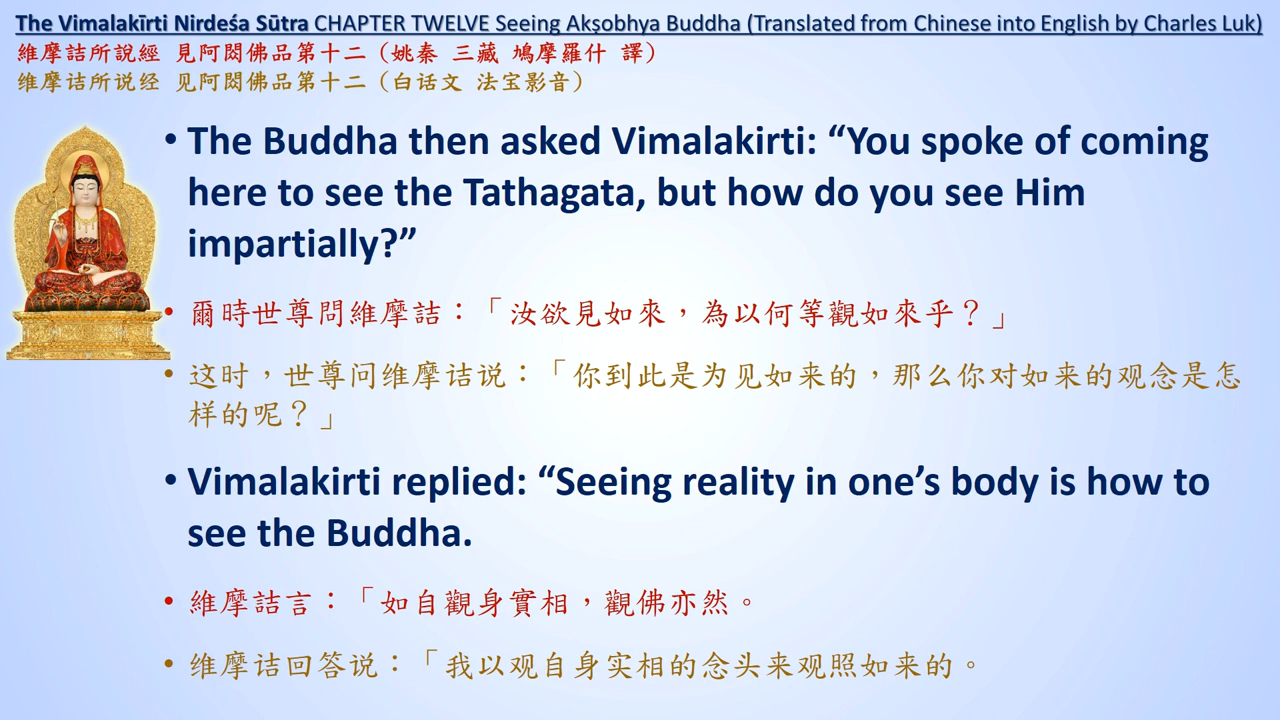 The Vimalakīrti Nirdeśa Sūtra CHAPTER TWELVE Seeing Akṣobhya Buddha (Translated from Chinese into English by Charles Luk)
維摩詰所說經 見阿閦佛品第十二（姚秦 三藏 鳩摩羅什 譯）
维摩诘所说经 见阿閦佛品第十二（白话文 法宝影音）
• The Buddha then asked Vimalakirti: “You spoke of coming
here to see the Tathagata, but how do you see Him
impartially?”
• 爾時世尊問維摩詰：「汝欲見如來，為以何等觀如來乎？」
• 这时，世尊问维摩诘说：「你到此是为见如来的，那么你对如来的观念是怎
样的呢？」
• Vimalakirti replied: “Seeing reality in one’s body is how to
see the Buddha.
• 維摩詰言：「如自觀身實相，觀佛亦然。
• 维摩诘回答说：「我以观自身实相的念头来观照如来的。